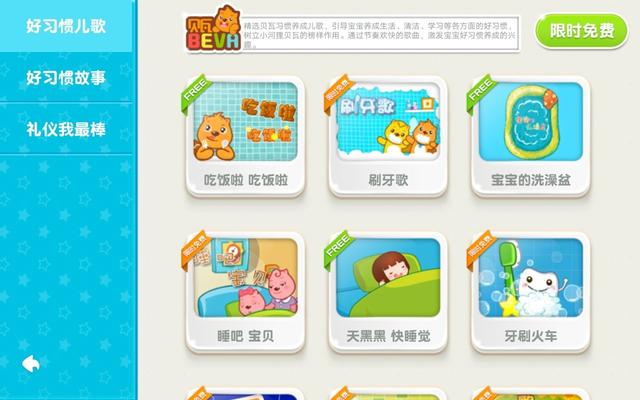 好习惯儿歌
好习惯故事
礼仪我最棒
贝瓦
BEVA
精选贝瓦习惯养成儿歌，引导宝宝养成生活、清洁、学习等各方面的好习惯，
树立小河狸贝瓦的榜样作用。通过节奏欢快的歌曲，激发宝宝好习惯养成的兴
趣。
限时免费
FREE
吃饭啦
吃饭啦
吃饭啦 吃饭啦
限时免费
刷牙歌
刷牙歌
FREE
宝宝的洗澡盆
限时免费
睡吧
宝贝
睡吧 宝贝
FREE
天黑黑 快睡觉
限时免费
牙刷火车